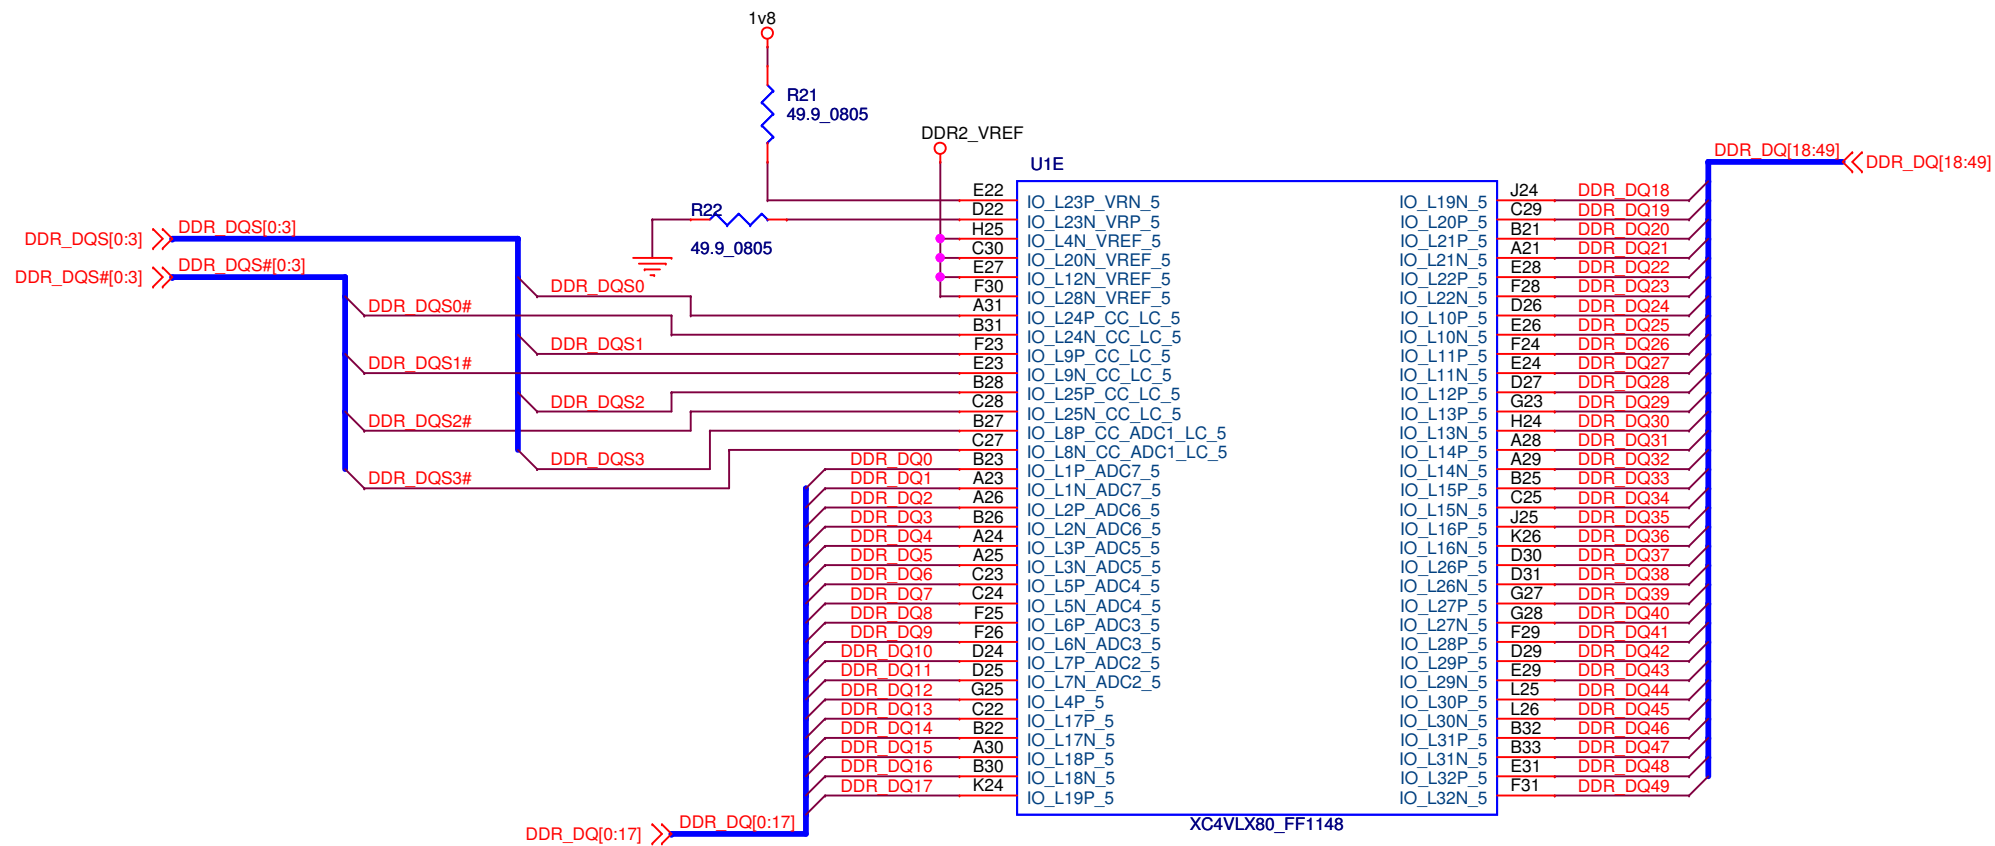 1v8
R21
49.9_0805
DDR2_VREF
U1E
R22
49.9_0805
DDR_DQS[0:3] DDR_DQS[0:3]
DDR_DQS#[0:3] DDR_DQS#[0:3]
DDR_DQ[18:49] DDR_DQ[18:49]
E22 IO_L23P_VRN_5
D22 IO_L23N_VRP_5
H25 IO_L4N_VREF_5
C30 IO_L20N_VREF_5
E27 IO_L12N_VREF_5
F30 IO_L28N_VREF_5
DDR_DQS0 A31 IO_L24P_CC_LC_5
DDR_DQS0# B31 IO_L24N_CC_LC_5
DDR_DQS1 F23 IO_L9P_CC_LC_5
DDR_DQS1# E23 IO_L9N_CC_LC_5
DDR_DQS2 B28 IO_L25P_CC_LC_5
DDR_DQS2# C28 IO_L25N_CC_LC_5
DDR_DQS3 B27 IO_L8P_CC_ADC1_LC_5
DDR_DQS3# C27 IO_L8N_CC_ADC1_LC_5
DDR_DQ0 B23 IO_L1P_ADC7_5
DDR_DQ1 A23 IO_L1N_ADC7_5
DDR_DQ2 A26 IO_L2P_ADC6_5
DDR_DQ3 B26 IO_L2N_ADC6_5
DDR_DQ4 A24 IO_L3P_ADC5_5
DDR_DQ5 A25 IO_L3N_ADC5_5
DDR_DQ6 C23 IO_L5P_ADC4_5
DDR_DQ7 C24 IO_L5N_ADC4_5
DDR_DQ8 F25 IO_L6P_ADC3_5
DDR_DQ9 F26 IO_L6N_ADC3_5
DDR_DQ10 D24 IO_L7P_ADC2_5
DDR_DQ11 D25 IO_L7N_ADC2_5
DDR_DQ12 G25 IO_L4P_5
DDR_DQ13 C22 IO_L17P_5
DDR_DQ14 B22 IO_L17N_5
DDR_DQ15 A30 IO_L18P_5
DDR_DQ16 B30 IO_L18N_5
DDR_DQ17 K24 IO_L19P_5
IO_L19N_5 J24 DDR_DQ18
IO_L20P_5 C29 DDR_DQ19
IO_L21P_5 B21 DDR_DQ20
IO_L21N_5 A21 DDR_DQ21
IO_L22P_5 E28 DDR_DQ22
IO_L22N_5 F28 DDR_DQ23
IO_L10P_5 D26 DDR_DQ24
IO_L10N_5 E26 DDR_DQ25
IO_L11P_5 F24 DDR_DQ26
IO_L11N_5 E24 DDR_DQ27
IO_L12P_5 D27 DDR_DQ28
IO_L13P_5 G23 DDR_DQ29
IO_L13N_5 H24 DDR_DQ30
IO_L14P_5 A28 DDR_DQ31
IO_L14N_5 A29 DDR_DQ32
IO_L15P_5 B25 DDR_DQ33
IO_L15N_5 C25 DDR_DQ34
IO_L16P_5 J25 DDR_DQ35
IO_L16N_5 K26 DDR_DQ36
IO_L26P_5 D30 DDR_DQ37
IO_L26N_5 D31 DDR_DQ38
IO_L27P_5 G27 DDR_DQ39
IO_L27N_5 G28 DDR_DQ40
IO_L28P_5 F29 DDR_DQ41
IO_L29P_5 D29 DDR_DQ42
IO_L29N_5 E29 DDR_DQ43
IO_L30P_5 L25 DDR_DQ44
IO_L30N_5 L26 DDR_DQ45
IO_L31P_5 B32 DDR_DQ46
IO_L31N_5 B33 DDR_DQ47
IO_L32P_5 E31 DDR_DQ48
IO_L32N_5 F31 DDR_DQ49
DDR_DQ[0:17] DDR_DQ[0:17]
XC4VLX80_FF1148